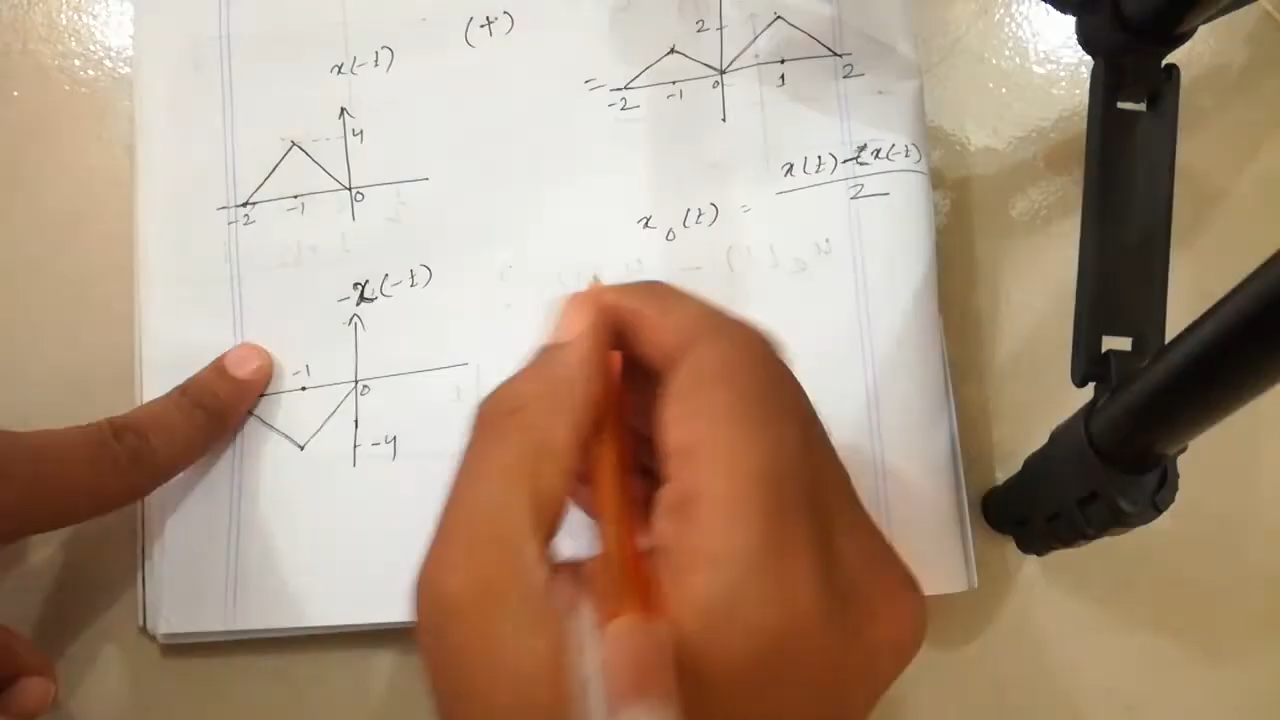 (+)
x(-t)
4
-2 -1 0
2
= -2 -1 0 1 2
x₀(t) = x(t) - x(-t) / 2
-x(-t)
-1 0
-4